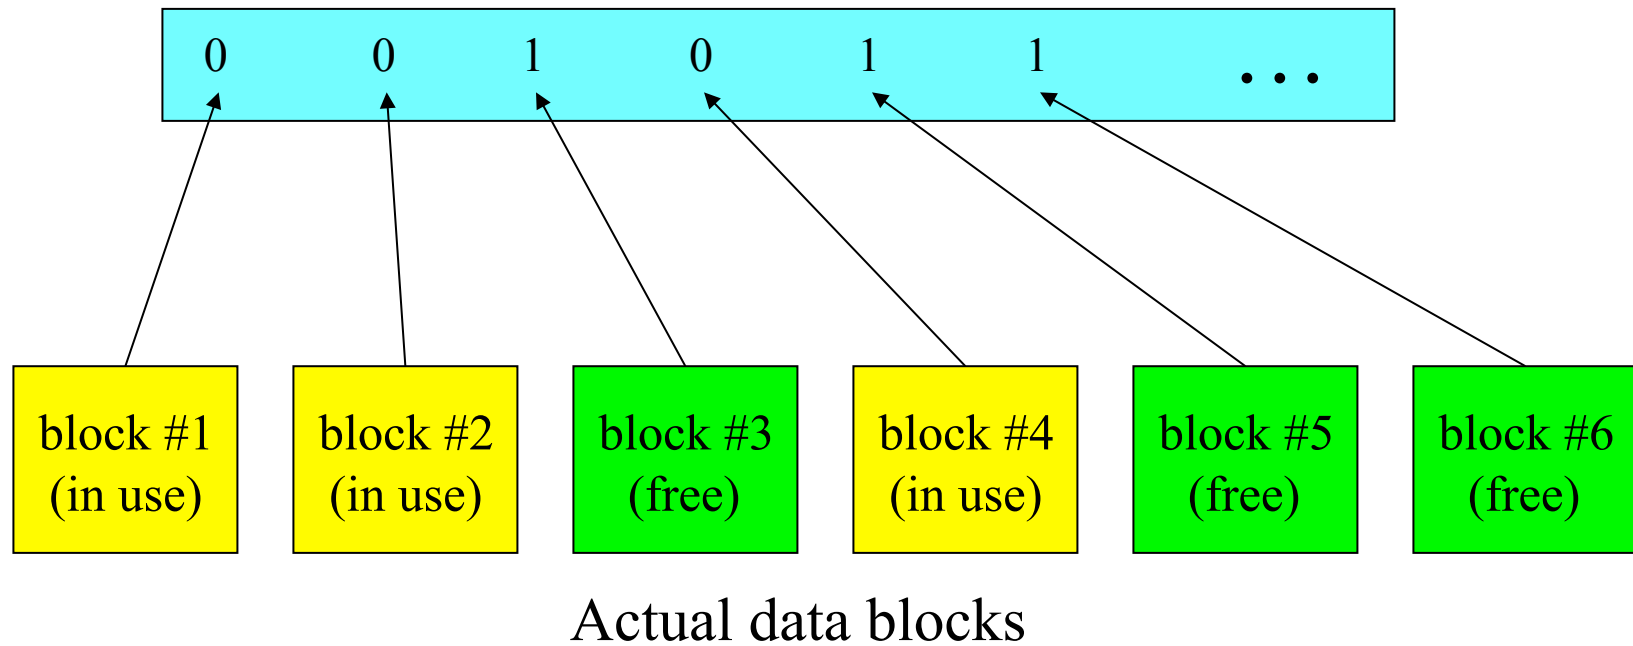 0 0 1 0 1 1 ...
block #1 block #2 block #3 block #4 block #5 block #6
(in use) (in use) (free) (in use) (free) (free)
Actual data blocks